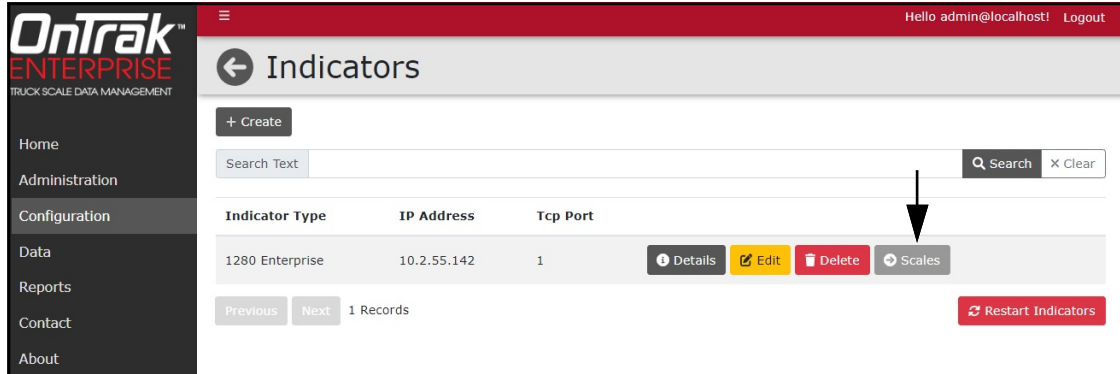 OnTrak™
ENTERPRISE
TRUCK SCALE DATA MANAGEMENT
Home
Administration
Configuration
Data
Reports
Contact
About
Hello admin@localhost! Logout
Indicators
+ Create
Search Text Search × Clear
Indicator Type IP Address Tcp Port
1280 Enterprise 10.2.55.142 1 Details Edit Delete Scales
Previous Next 1 Records Restart Indicators